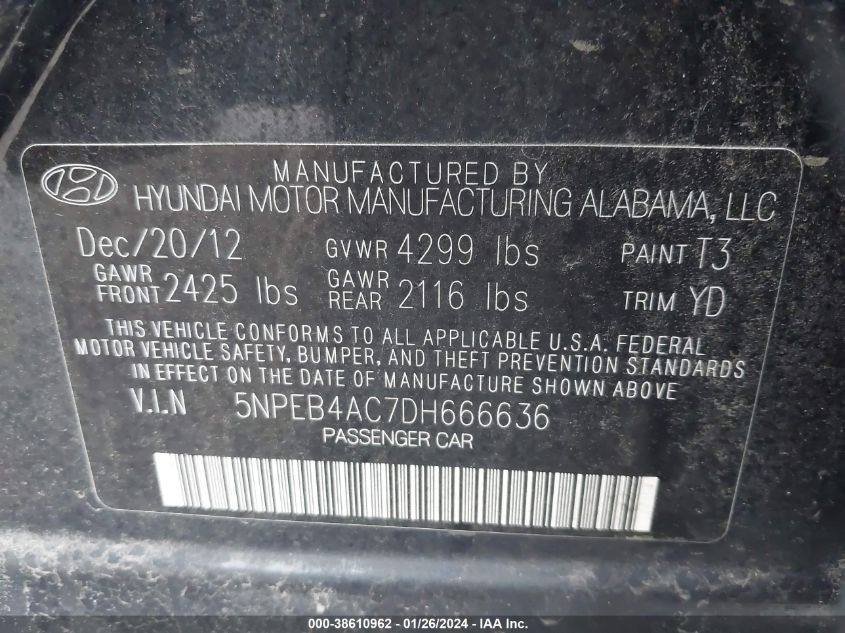 MANUFACTURED BY
HYUNDAI MOTOR MANUFACTURING ALABAMA, LLC
Dec/20/12 GVWR 4299 lbs PAINT T3
GAWR FRONT 2425 lbs GAWR REAR 2116 lbs TRIM YD
THIS VEHICLE CONFORMS TO ALL APPLICABLE U.S.A. FEDERAL
MOTOR VEHICLE SAFETY, BUMPER, AND THEFT PREVENTION STANDARDS
IN EFFECT ON THE DATE OF MANUFACTURE SHOWN ABOVE
V.I.N 5NPEB4AC7DH666636
PASSENGER CAR
000-38610962 - 01/26/2024 - IAA Inc.